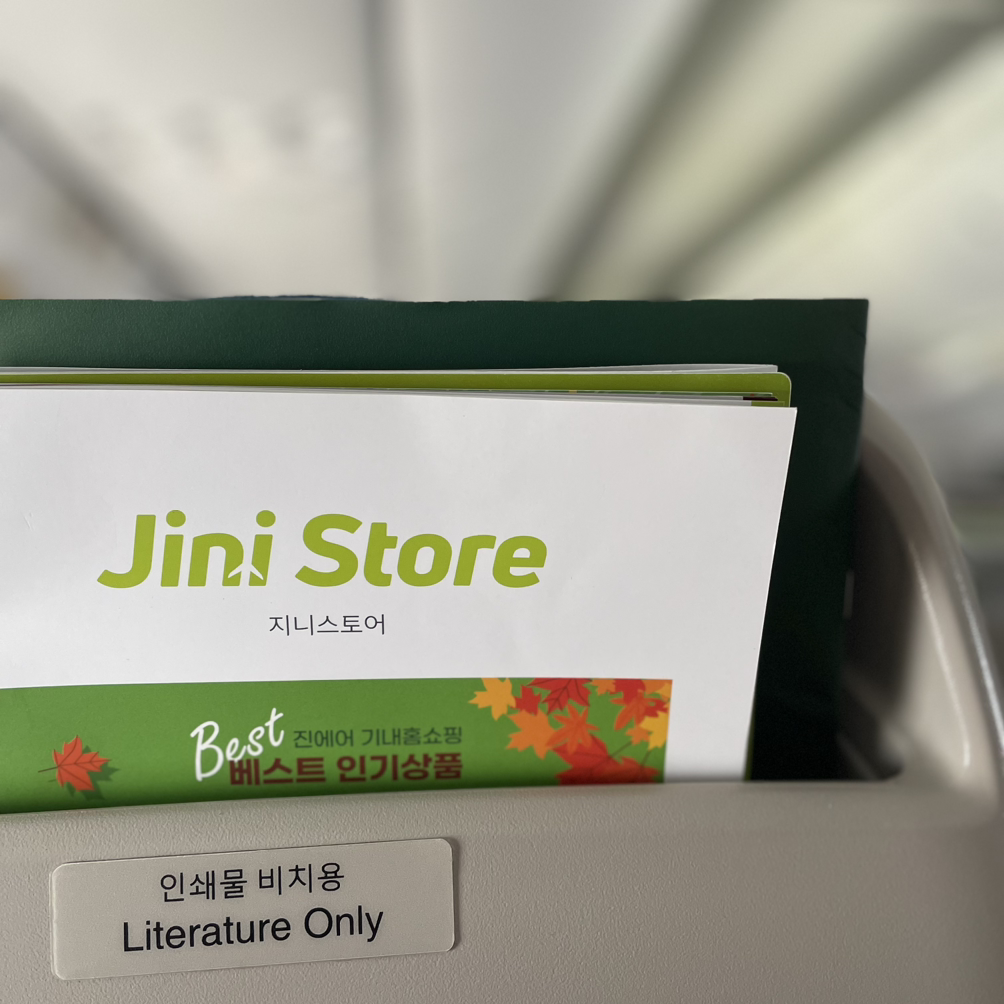 Jini Store
지니스토어
Best 진에어 기내홈쇼핑
베스트 인기상품
인쇄물 비치용
Literature Only